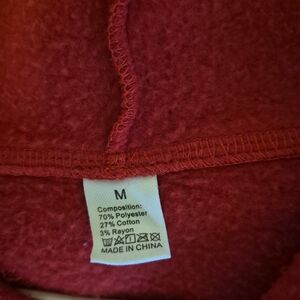 M
Composition:
70% Polyester
27% Cotton
3% Rayon
MADE IN CHINA